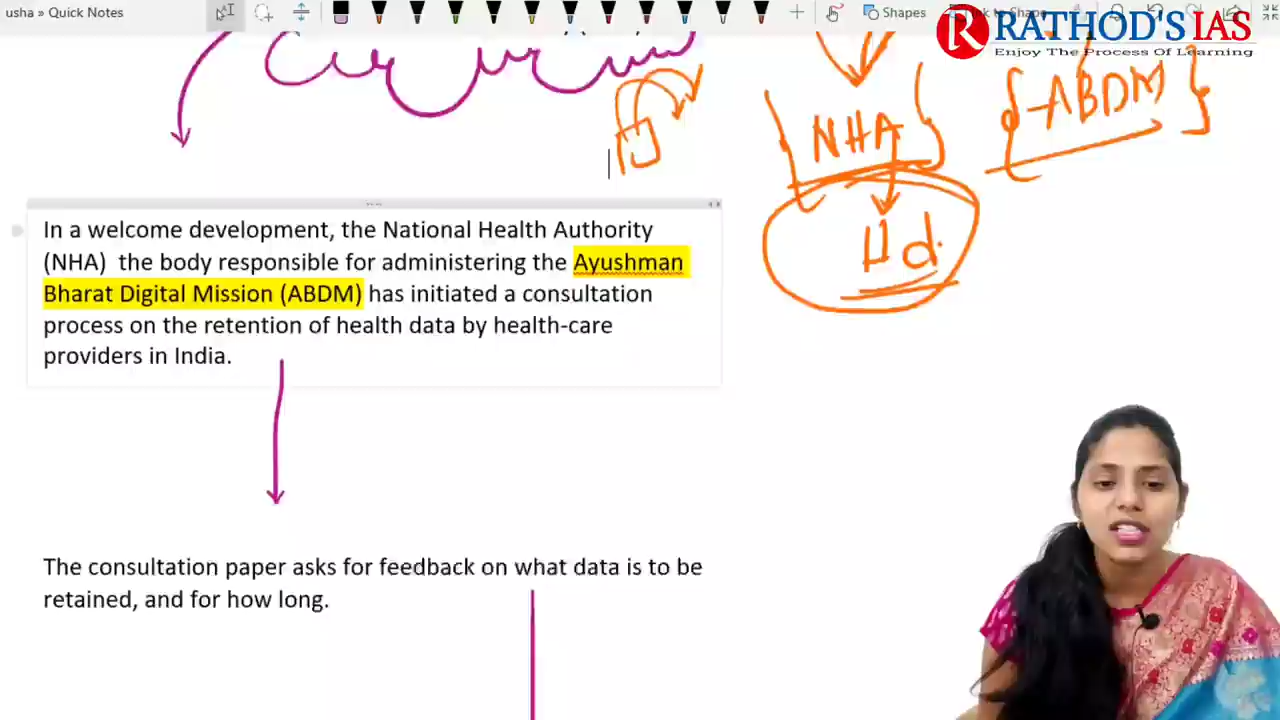 usha » Quick Notes
Shapes
to Shape
RATHOD'S IAS
Enjoy The Process Of Learning
NHA
{-ABDM}
Hd
In a welcome development, the National Health Authority
(NHA) the body responsible for administering the Ayushman
Bharat Digital Mission (ABDM) has initiated a consultation
process on the retention of health data by health-care
providers in India.
The consultation paper asks for feedback on what data is to be
retained, and for how long.